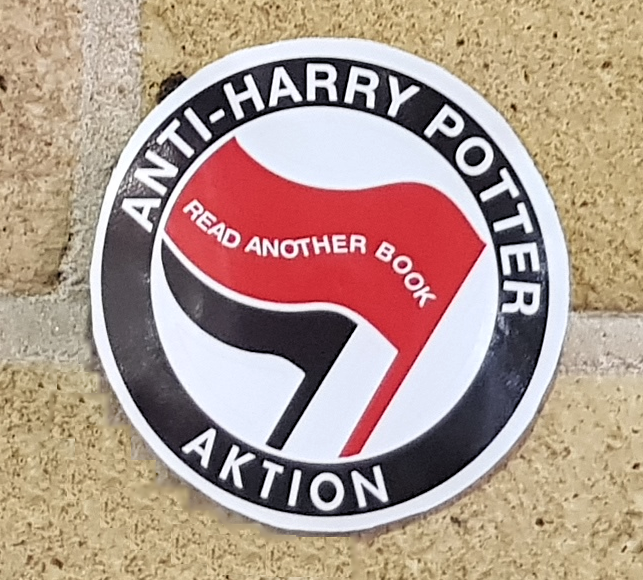 ANTI-HARRY POTTER
READ ANOTHER BOOK
AKTION